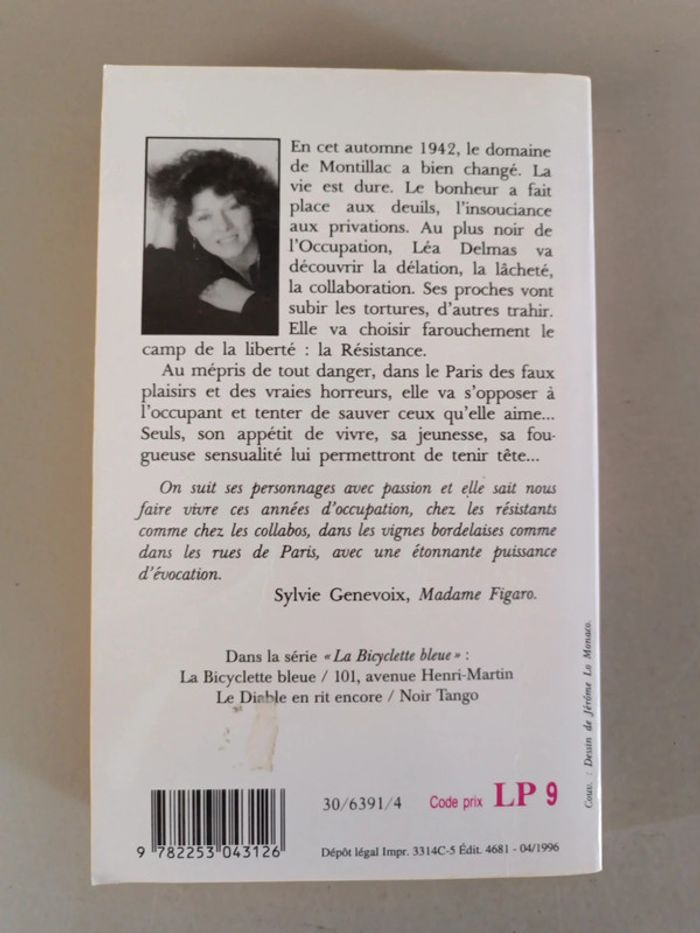 En cet automne 1942, le domaine
de Montillac a bien changé. La
vie est dure. Le bonheur a fait
place aux deuils, l'insouciance
aux privations. Au plus noir de
l'Occupation, Léa Delmas va
découvrir la délation, la lâcheté,
la collaboration. Ses proches vont
subir les tortures, d'autres trahir.
Elle va choisir farouchement le
camp de la liberté : la Résistance.
Au mépris de tout danger, dans le Paris des faux
plaisirs et des vraies horreurs, elle va s'opposer à
l'occupant et tenter de sauver ceux qu'elle aime...
Seuls, son appétit de vivre, sa jeunesse, sa fou-
gueuse sensualité lui permettront de tenir tête...
On suit ses personnages avec passion et elle sait nous
faire vivre ces années d'occupation, chez les résistants
comme chez les collabos, dans les vignes bordelaises comme
dans les rues de Paris, avec une étonnante puissance
d'évocation.
Sylvie Genevoix, Madame Figaro.
Dans la série « La Bicyclette bleue » :
La Bicyclette bleue / 101, avenue Henri-Martin
Le Diable en rit encore / Noir Tango
Couv. : Dessin de Jérôme Lo Monaco.
30/6391/4 Code prix LP 9
9 782253 043126
Dépôt légal Impr. 3314C-5 Édit. 4681 - 04/1996